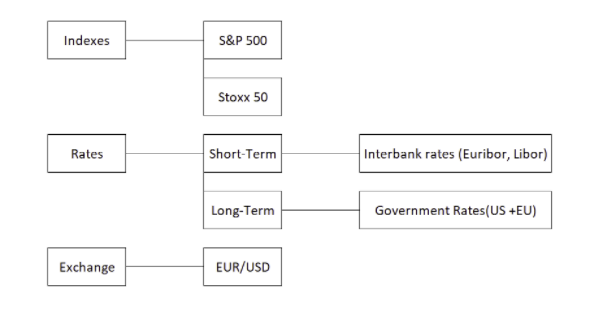 Indexes
S&P 500
Stoxx 50
Rates
Short-Term
Interbank rates (Euribor, Libor)
Long-Term
Government Rates(US +EU)
Exchange
EUR/USD